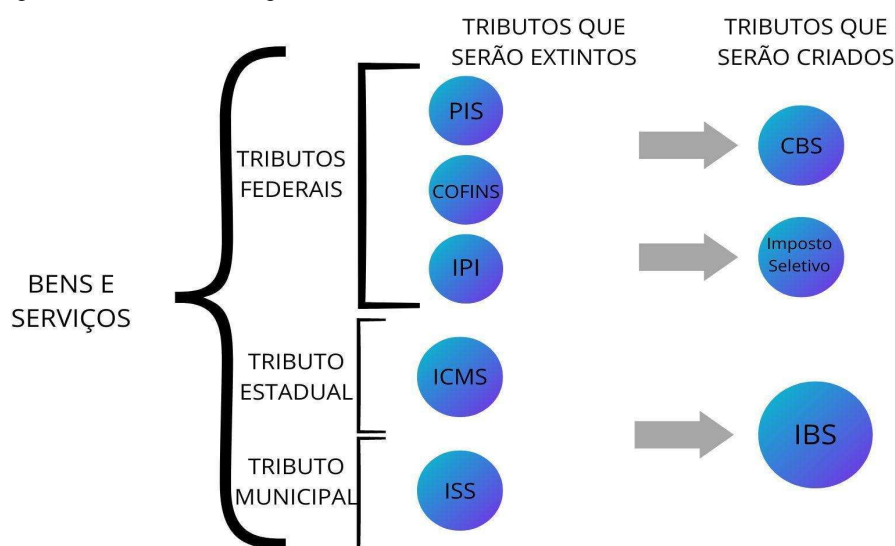 TRIBUTOS QUE
SERÃO EXTINTOS
TRIBUTOS QUE
SERÃO CRIADOS
BENS E
SERVIÇOS
TRIBUTOS
FEDERAIS
PIS
COFINS
IPI
CBS
Imposto
Seletivo
TRIBUTO
ESTADUAL
ICMS
TRIBUTO
MUNICIPAL
ISS
IBS